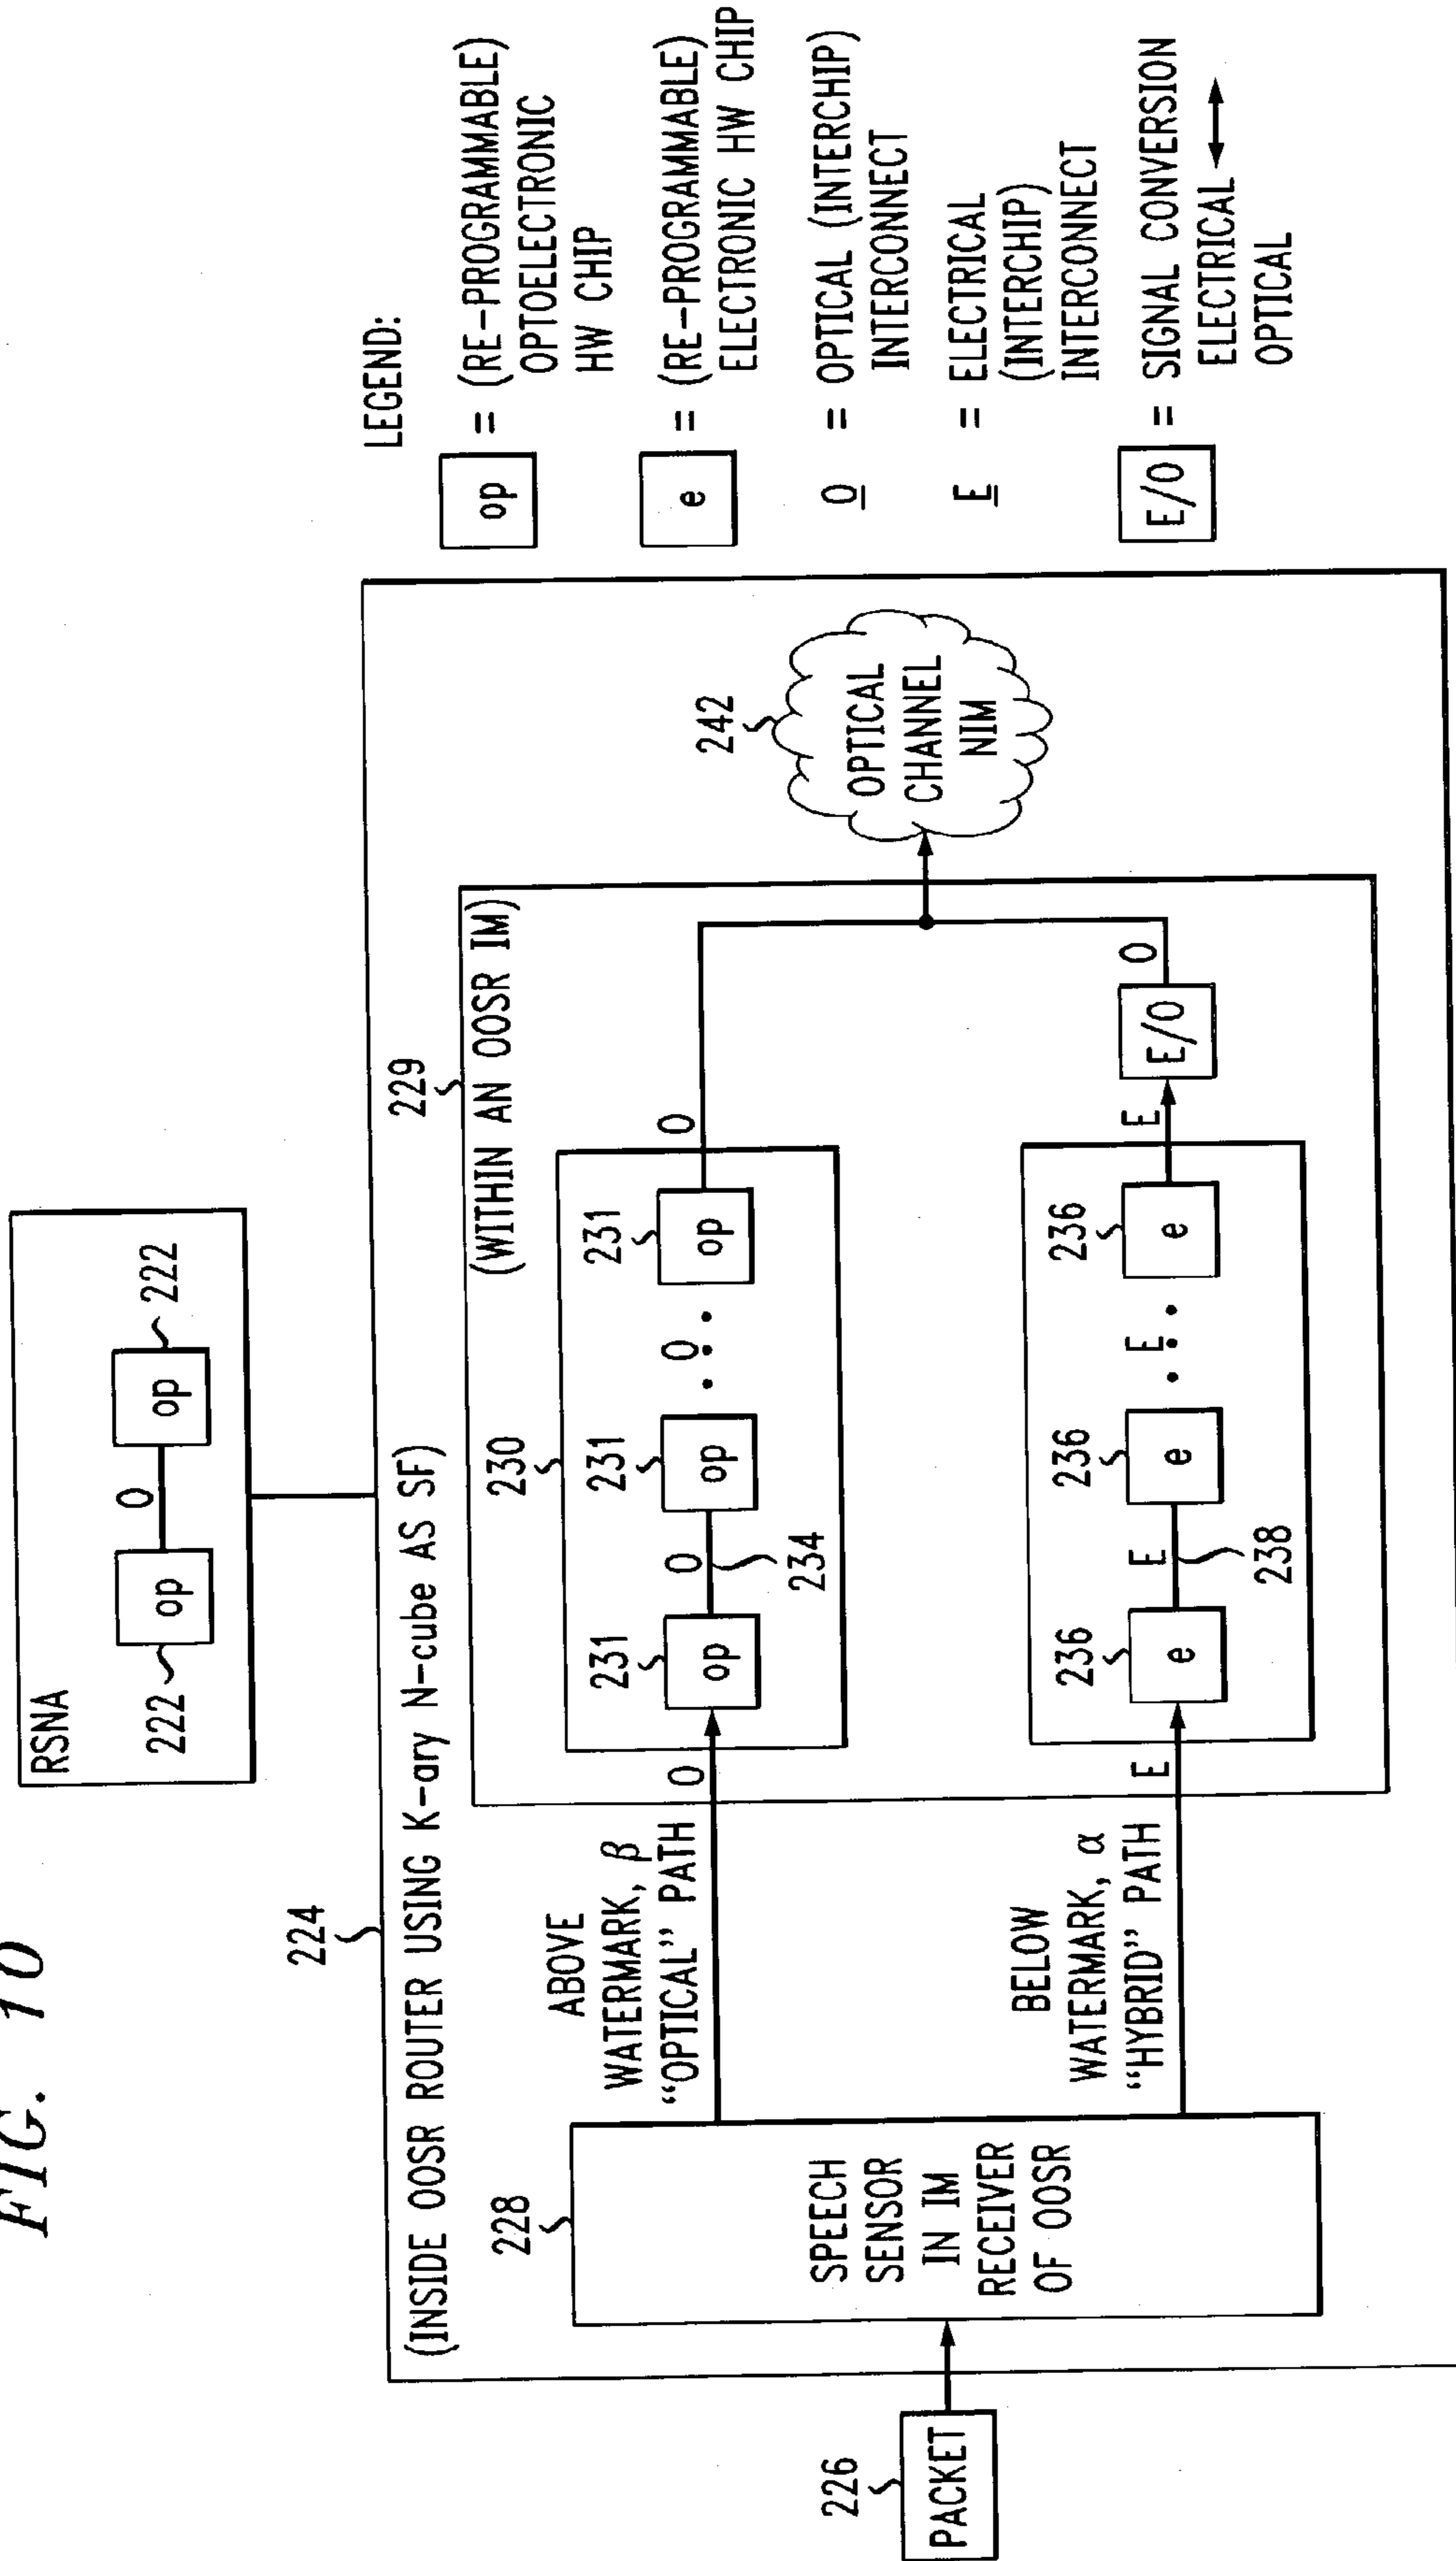 FIG. 10
RSNA
222
op
O
op
222
224
(INSIDE OOSR ROUTER USING K-ary N-cube AS SF)
226
PACKET
228
SPEECH
SENSOR
IN IM
RECEIVER
OF OOSR
ABOVE
WATERMARK, β
“OPTICAL” PATH
BELOW
WATERMARK, α
“HYBRID” PATH
229
(WITHIN AN OOSR IM)
230
O
231
op
O
234
231
op
. O . .
231
op
O
E
236
e
E
238
236
e
. E . .
236
e
E
E/O
O
242
OPTICAL
CHANNEL
NIM
LEGEND:
op = (RE-PROGRAMMABLE)
OPTOELECTRONIC
HW CHIP
e = (RE-PROGRAMMABLE)
ELECTRONIC HW CHIP
O = OPTICAL (INTERCHIP)
INTERCONNECT
E = ELECTRICAL
(INTERCHIP)
INTERCONNECT
E/O = SIGNAL CONVERSION
ELECTRICAL ↔
OPTICAL